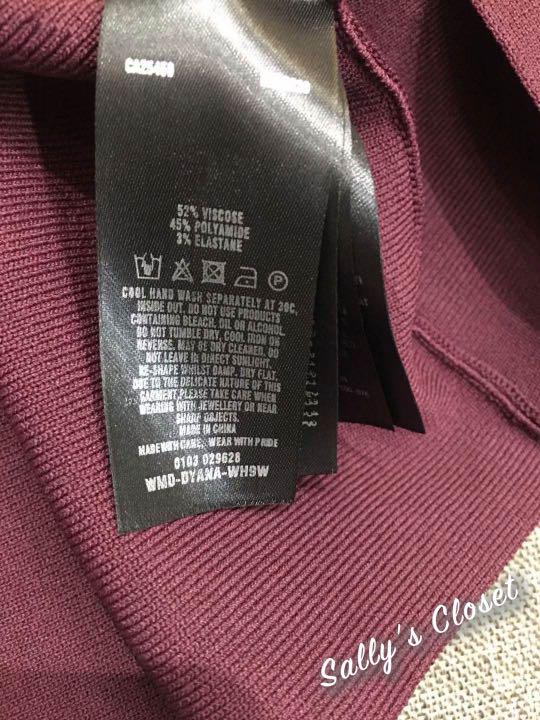 CA25450
52% VISCOSE
45% POLYAMIDE
3% ELASTANE
COOL HAND WASH SEPARATELY AT 30C,
INSIDE OUT. DO NOT USE PRODUCTS
CONTAINING BLEACH, OIL OR ALCOHOL.
DO NOT TUMBLE DRY, COOL IRON ON
REVERSE. MAY BE DRY CLEANED. DO
NOT LEAVE IN DIRECT SUNLIGHT.
RE-SHAPE WHILST DAMP. DRY FLAT.
DUE TO THE DELICATE NATURE OF THIS
GARMENT, PLEASE TAKE CARE WHEN
WEARING WITH JEWELLERY OR NEAR
SHARP OBJECTS.
MADE IN CHINA
MADE WITH CARE, WEAR WITH PRIDE
0103 029628
WMD-DYANA-WH9W
Sally's Closet